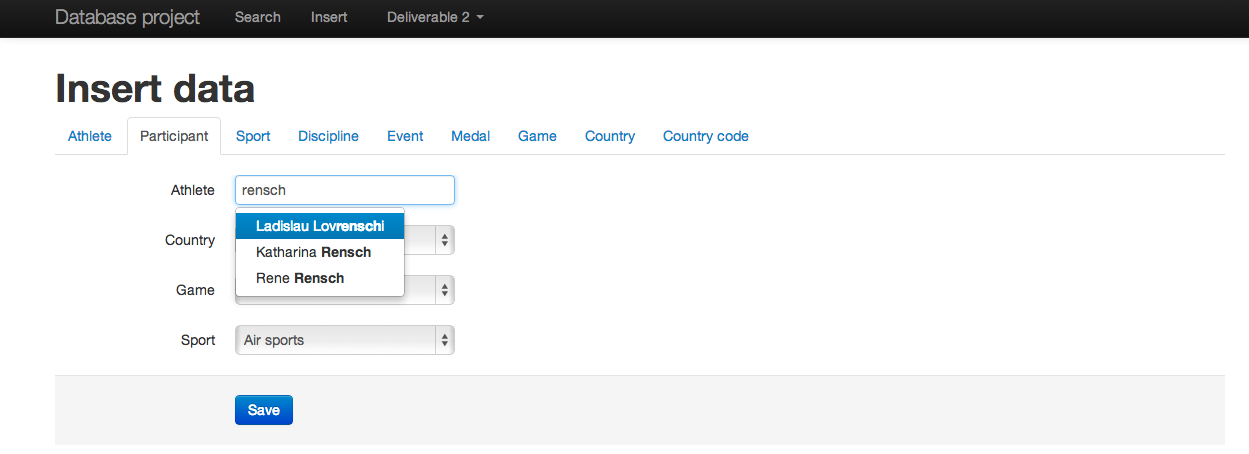 Database project Search Insert Deliverable 2
Insert data
Athlete Participant Sport Discipline Event Medal Game Country Country code
Athlete rensch
Ladislau Lovrenschi
Country
Katharina Rensch
Rene Rensch
Game
Sport Air sports
Save